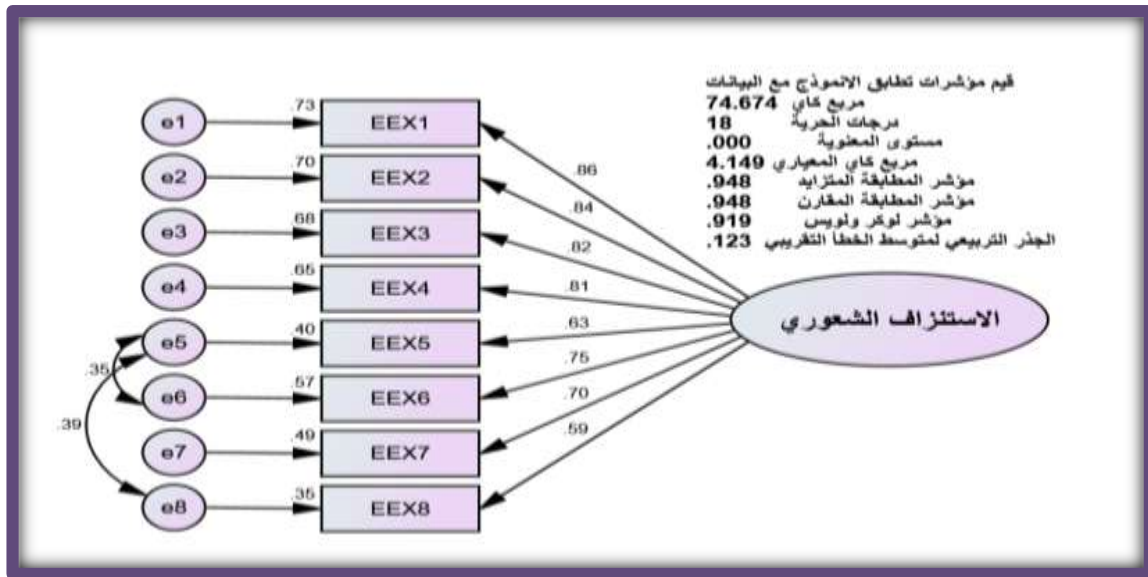 قيم مؤشرات تطابق الانموذج مع البيانات
مربع كاي 74.674
درجات الحرية 18
مستوى المعنوية .000
مربع كاي المعياري 4.149
مؤشر المطابقة المتزايد .948
مؤشر المطابقة المقارن .948
مؤشر لوكر ولويس .919
الجذر التربيعي لمتوسط الخطأ التقريبي .123
e1 .73 EEX1 .86
e2 .70 EEX2 .84
e3 .68 EEX3 .82
e4 .65 EEX4 .81
الاستنزاف الشعوري
e5 .40 EEX5 .63
.35
e6 .57 EEX6 .75
.39
e7 .49 EEX7 .70
e8 .35 EEX8 .59